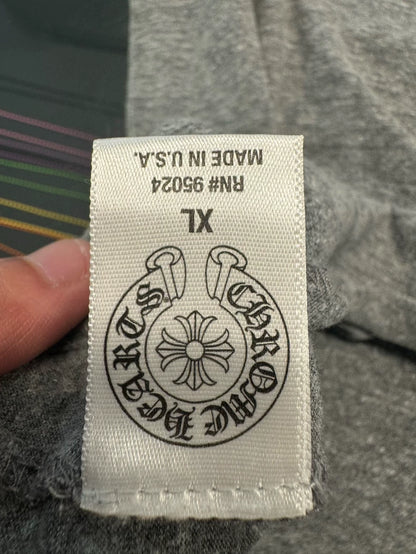 CHROME HEARTS
XL
RN# 95024
MADE IN U.S.A.